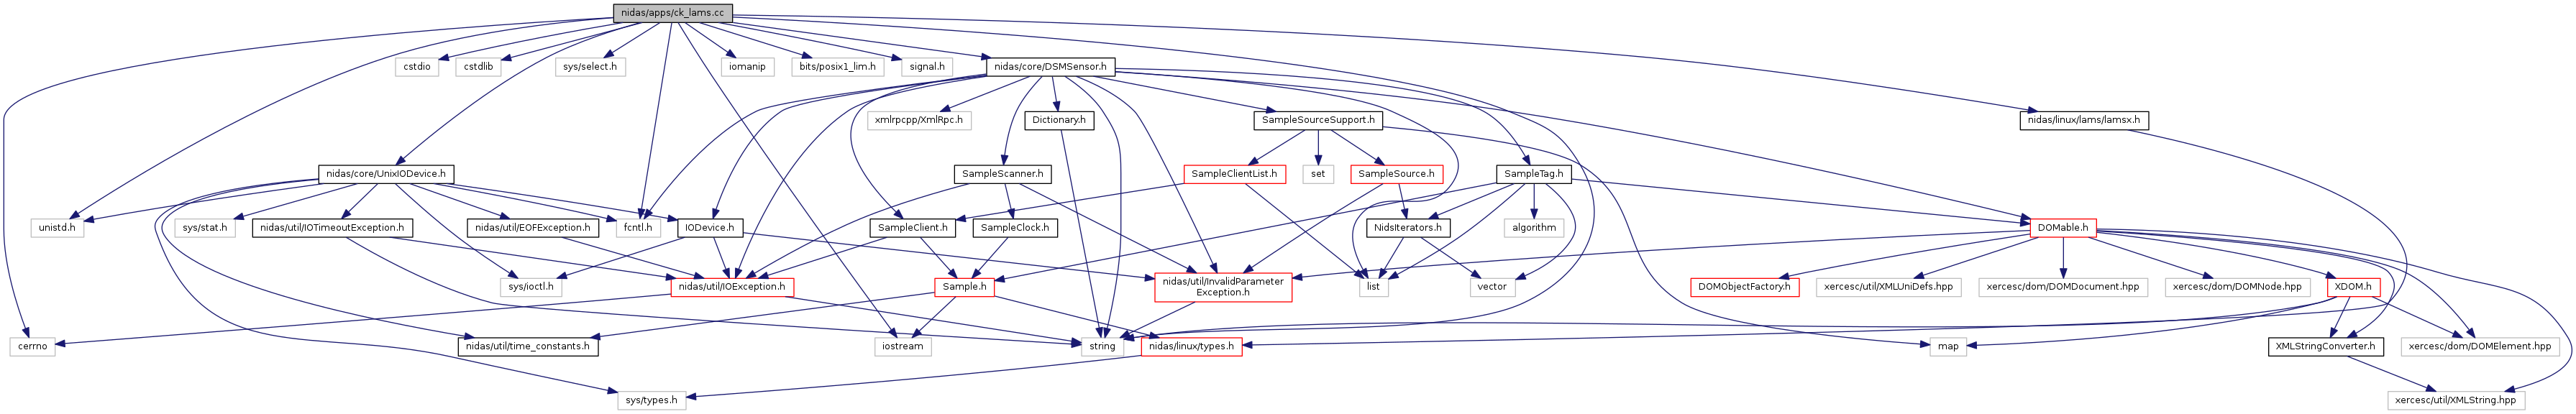 nidas/apps/ck_lams.cc
cstdio
cstdlib
sys/select.h
iomanip
bits/posix1_lim.h
signal.h
nidas/core/DSMSensor.h
xmlrpcpp/XmlRpc.h
Dictionary.h
SampleSourceSupport.h
nidas/linux/lams/lamsx.h
nidas/core/UnixIODevice.h
SampleScanner.h
SampleClientList.h
set
SampleSource.h
SampleTag.h
unistd.h
sys/stat.h
nidas/util/IOTimeoutException.h
nidas/util/EOFException.h
fcntl.h
IODevice.h
SampleClient.h
SampleClock.h
NidsIterators.h
algorithm
DOMable.h
sys/ioctl.h
nidas/util/IOException.h
Sample.h
nidas/util/InvalidParameter
Exception.h
list
vector
DOMObjectFactory.h
xercesc/util/XMLUniDefs.hpp
xercesc/dom/DOMDocument.hpp
xercesc/dom/DOMNode.hpp
XDOM.h
cerrno
nidas/util/time_constants.h
iostream
string
nidas/linux/types.h
map
XMLStringConverter.h
xercesc/dom/DOMElement.hpp
sys/types.h
xercesc/util/XMLString.hpp